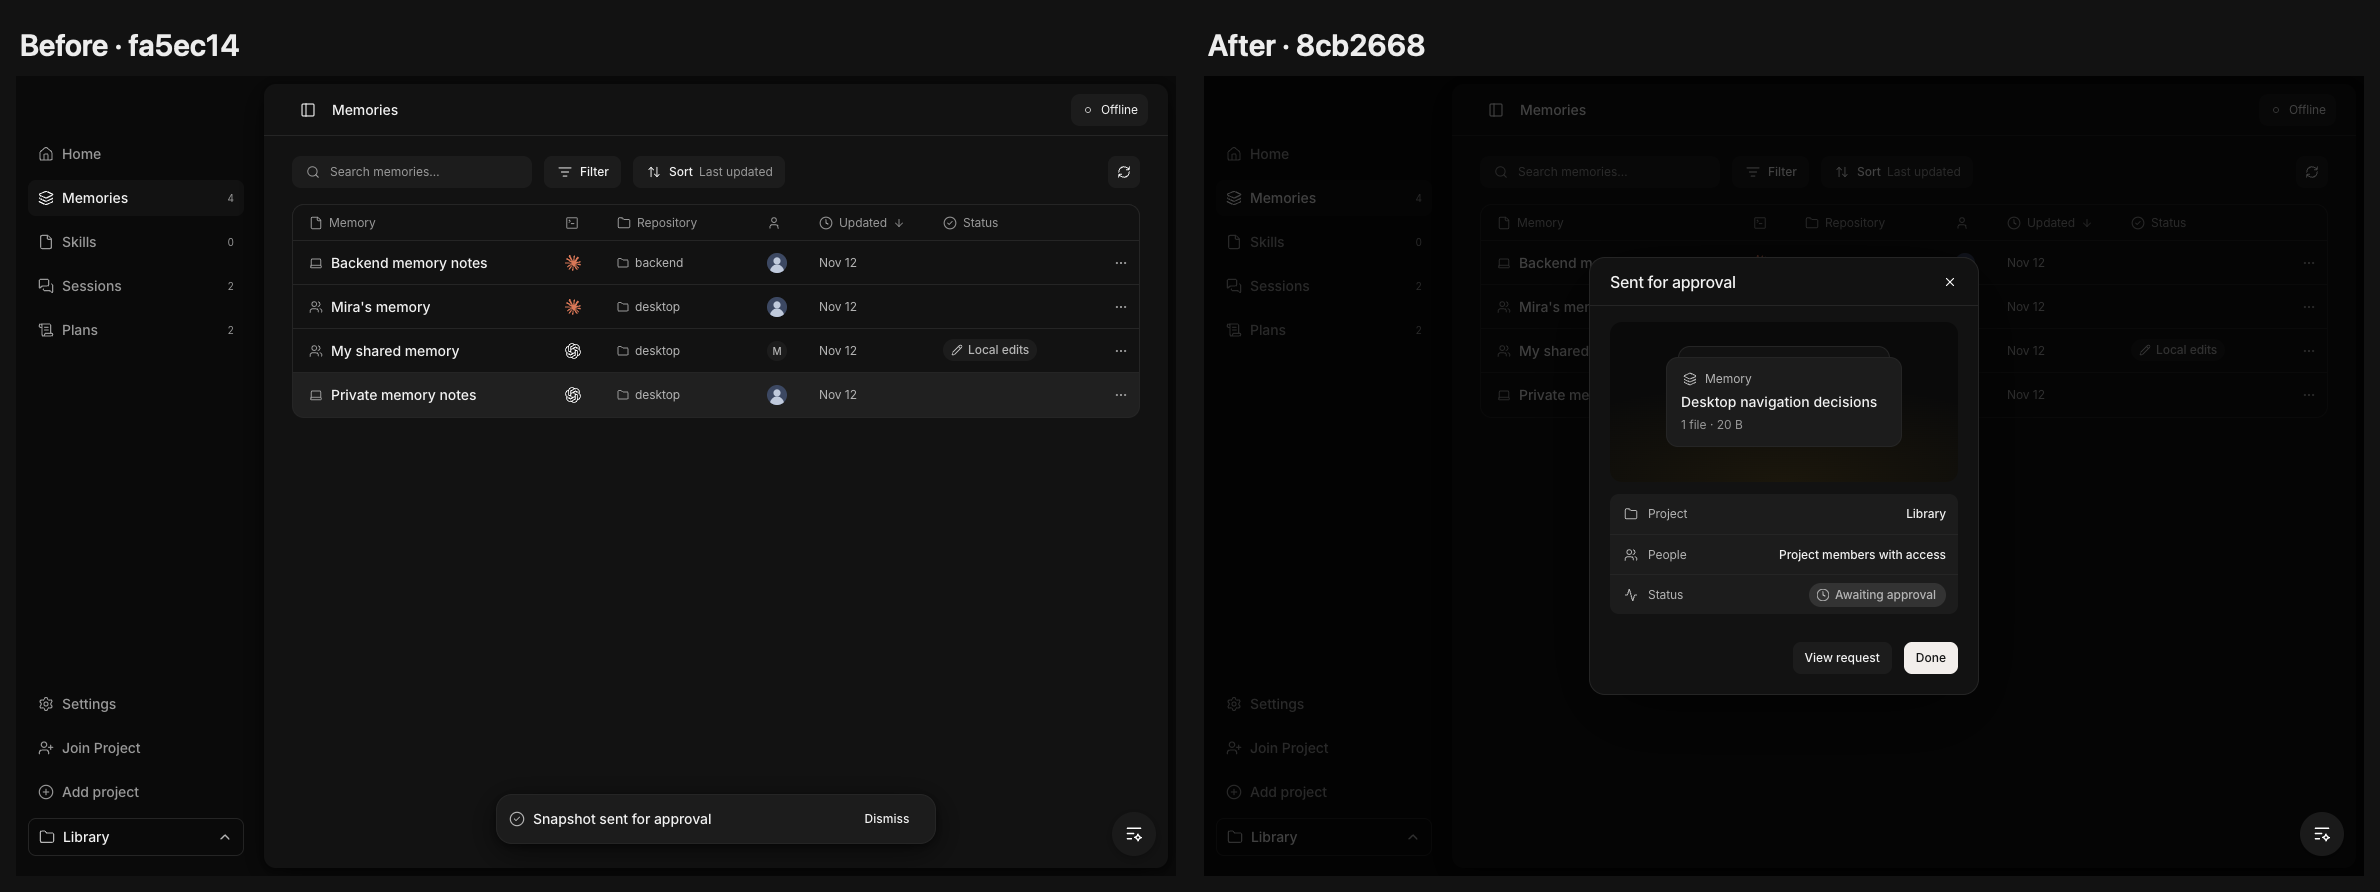 Before · fa5ec14
Memories
Offline
Home
Memories 4
Skills 0
Sessions 2
Plans 2
Search memories...
Filter
Sort Last updated
Memory Repository Updated Status
Backend memory notes backend Nov 12
Mira's memory desktop Nov 12
My shared memory desktop M Nov 12 Local edits
Private memory notes desktop Nov 12
Settings
Join Project
Add project
Library
Snapshot sent for approval Dismiss
After · 8cb2668
Memories
Offline
Home
Memories 4
Skills 0
Sessions 2
Plans 2
Search memories...
Filter
Sort Last updated
Memory Repository Updated Status
Backend m Nov 12
Mira's mer Nov 12
My shared Nov 12 Local edits
Private me Nov 12
Sent for approval
Memory
Desktop navigation decisions
1 file · 20 B
Project Library
People Project members with access
Status Awaiting approval
View request Done
Settings
Join Project
Add project
Library